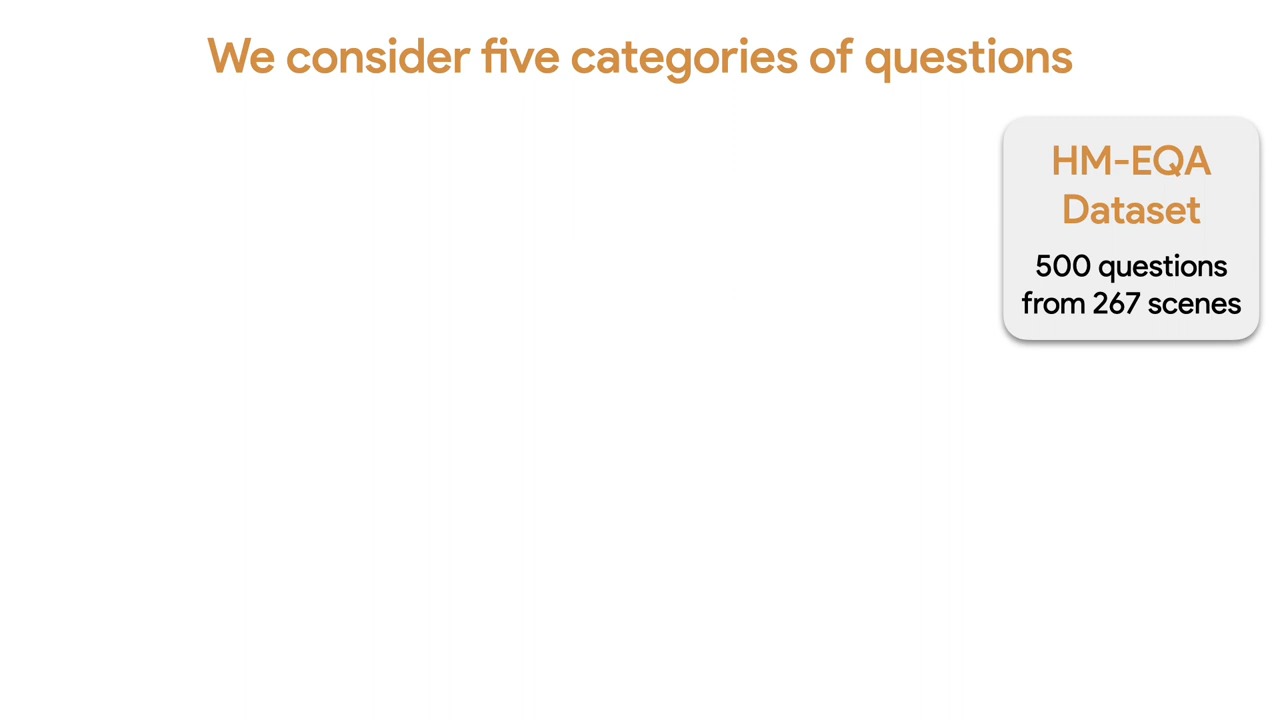 We consider five categories of questions
HM-EQA
Dataset
500 questions
from 267 scenes